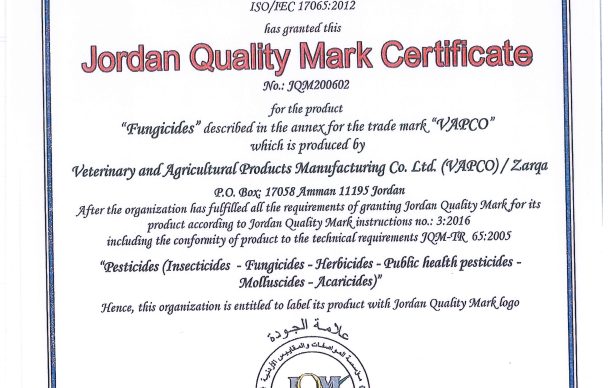 ISO/IEC 17065:2012
has granted this
Jordan Quality Mark Certificate
No.: JQM200602
for the product
“Fungicides” described in the annex for the trade mark “VAPCO”
which is produced by
Veterinary and Agricultural Products Manufacturing Co. Ltd. (VAPCO) / Zarqa
P.O. Box; 17058 Amman 11195 Jordan
After the organization has fulfilled all the requirements of granting Jordan Quality Mark for its
product according to Jordan Quality Mark instructions no.: 3:2016
including the conformity of product to the technical requirements JQM-TR 65:2005
“Pesticides (Insecticides - Fungicides - Herbicides - Public health pesticides -
Molluscides - Acaricides)”
Hence, this organization is entitled to label its product with Jordan Quality Mark logo
علامة الجودة
مؤسسة المواصفات والمقاييس الأردنية
JQM